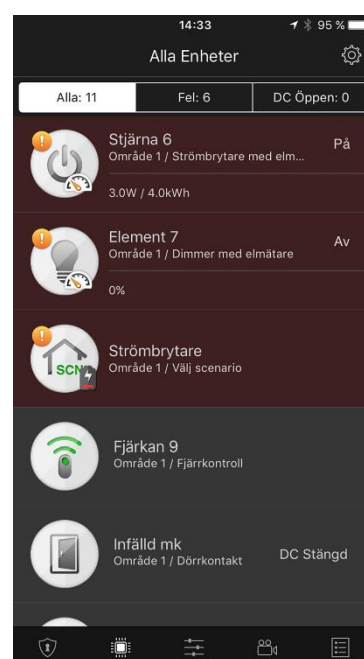 14:33
95 %
Alla Enheter
Alla: 11
Fel: 6
DC Öppen: 0
Stjärna 6
På
Område 1 / Strömbrytare med elm...
3.0W / 4.0kWh
Element 7
Av
Område 1 / Dimmer med elmätare
0%
Strömbrytare
Område 1 / Välj scenario
SCN
Fjärkan 9
Område 1 / Fjärrkontroll
Infälld mk
DC Stängd
Område 1 / Dörrkontakt